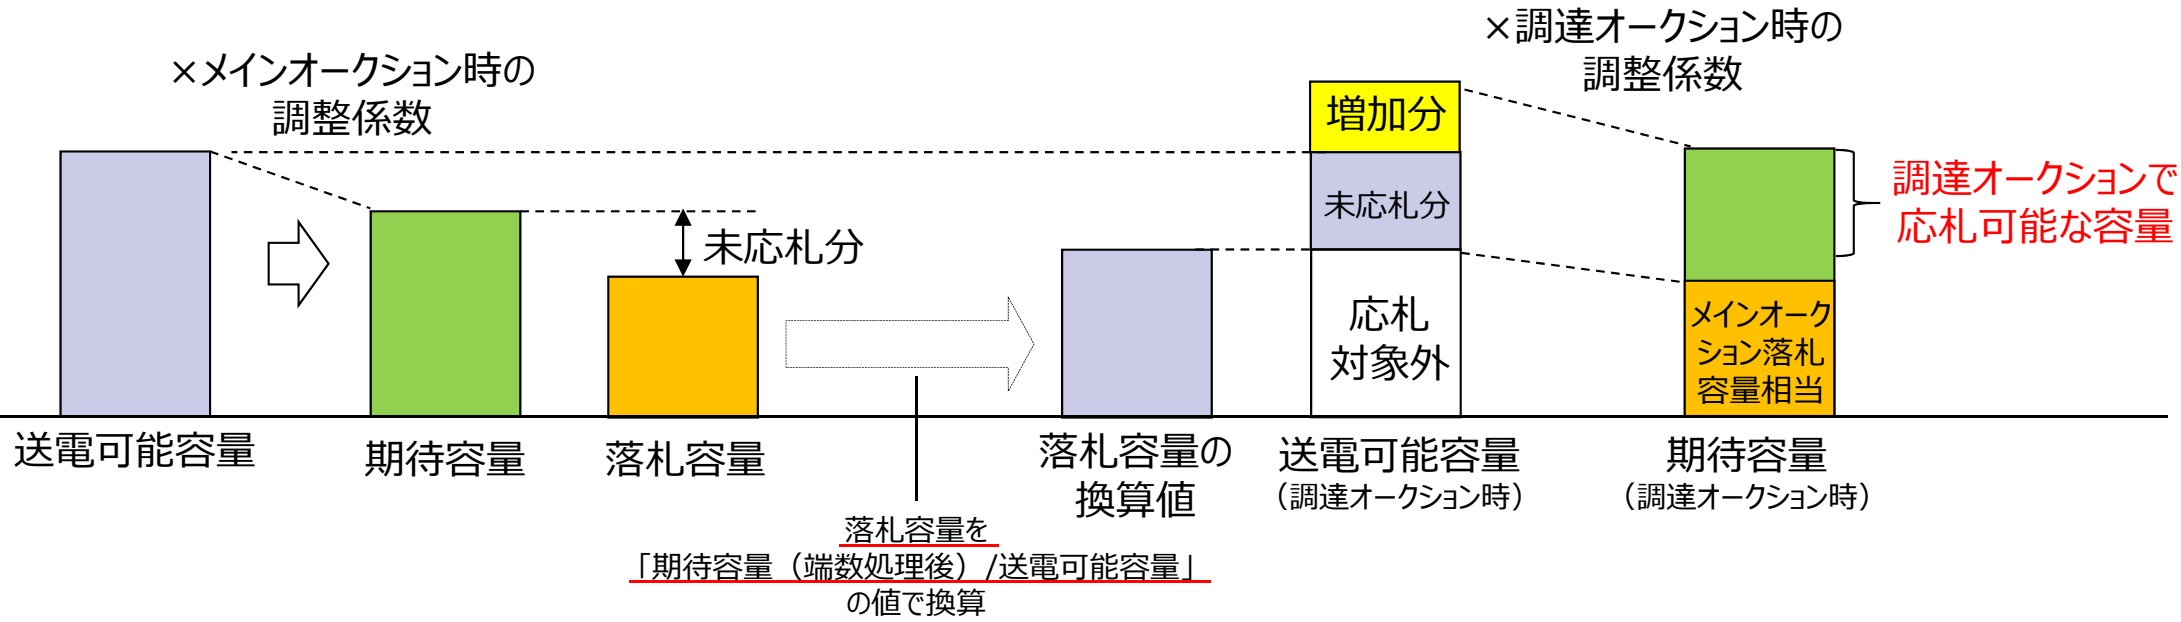 ×メインオークション時の
調整係数
×調達オークション時の
調整係数
増加分
未応札分
未応札分
応札
対象外
調達オークションで
応札可能な容量
メインオーク
ション落札
容量相当
送電可能容量
期待容量
落札容量
落札容量の
換算値
送電可能容量
（調達オークション時）
期待容量
（調達オークション時）
落札容量を
「期待容量（端数処理後）/送電可能容量」
の値で換算